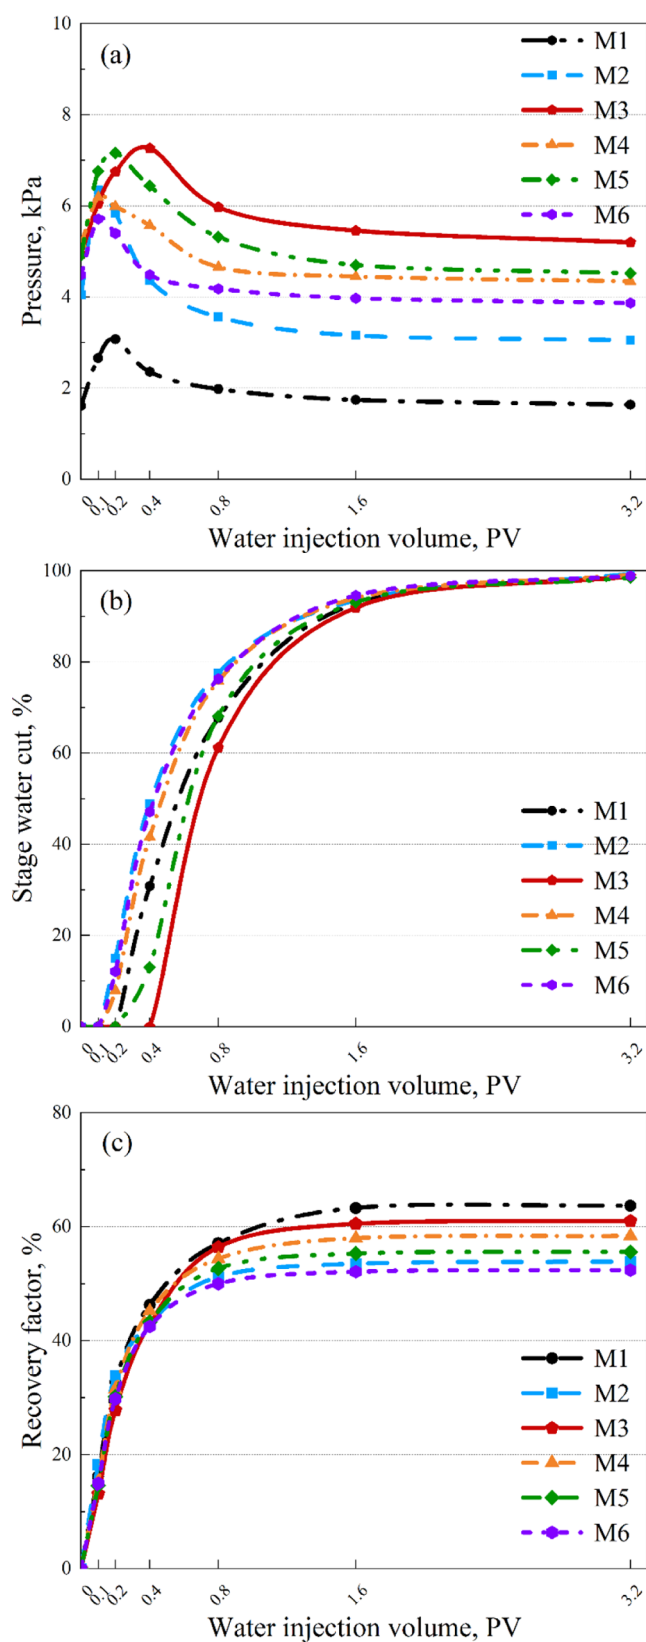 (a)
M1
M2
M3
M4
M5
M6
Pressure, kPa
10
8
6
4
2
0
0 0.1 0.2 0.4 0.8 1.6 3.2
Water injection volume, PV
(b)
Stage water cut, %
100
80
60
40
20
0
M1
M2
M3
M4
M5
M6
0 0.1 0.2 0.4 0.8 1.6 3.2
Water injection volume, PV
(c)
Recovery factor, %
80
60
40
20
0
M1
M2
M3
M4
M5
M6
0 0.1 0.2 0.4 0.8 1.6 3.2
Water injection volume, PV